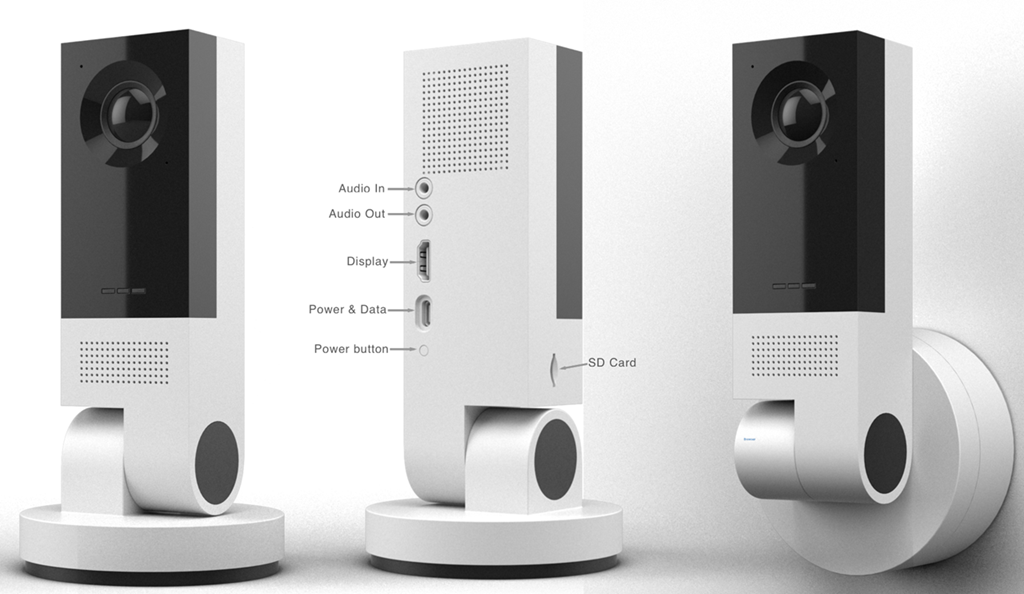 Audio In
Audio Out
Display
Power & Data
Power button
SD Card